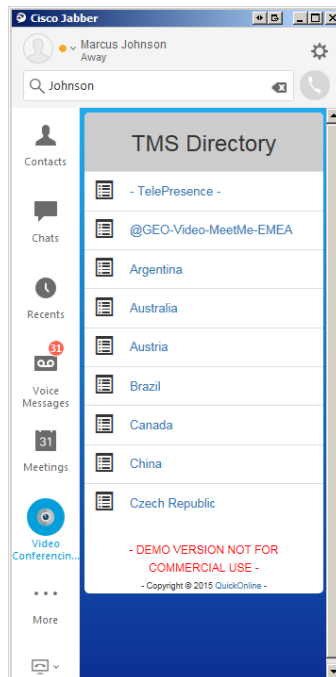 Cisco Jabber
Marcus Johnson
Away
Johnson
Contacts
Chats
Recents
31
Voice
Messages
31
Meetings
Video
Conferencin...
More
TMS Directory
- TelePresence -
@GEO-Video-MeetMe-EMEA
Argentina
Australia
Austria
Brazil
Canada
China
Czech Republic
- DEMO VERSION NOT FOR
COMMERCIAL USE -
- Copyright © 2015 QuickOnline -